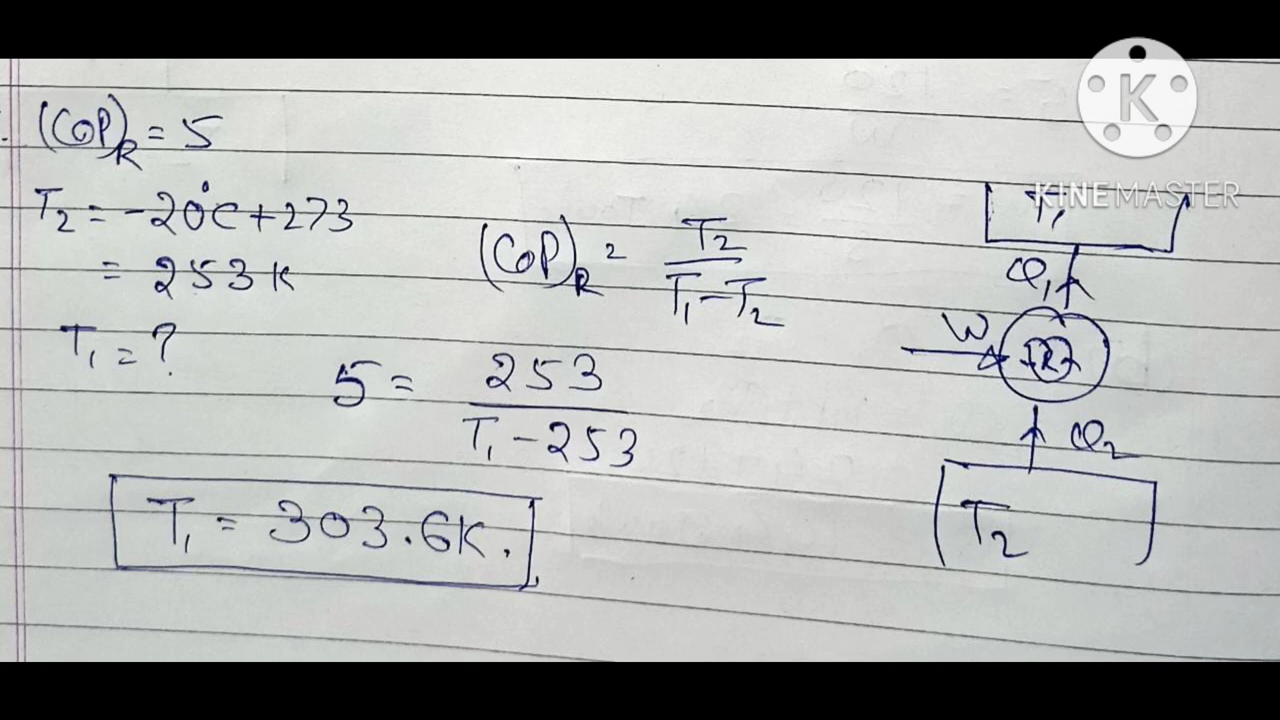 (COP)R = 5
T2 = -20°C + 273
= 253 K
T1 = ?
(COP)R = T2 / T1 - T2
5 = 253 / T1 - 253
T1 = 303.6K.
K
KINEMASTER
T1
Q1
W
R
Q2
T2